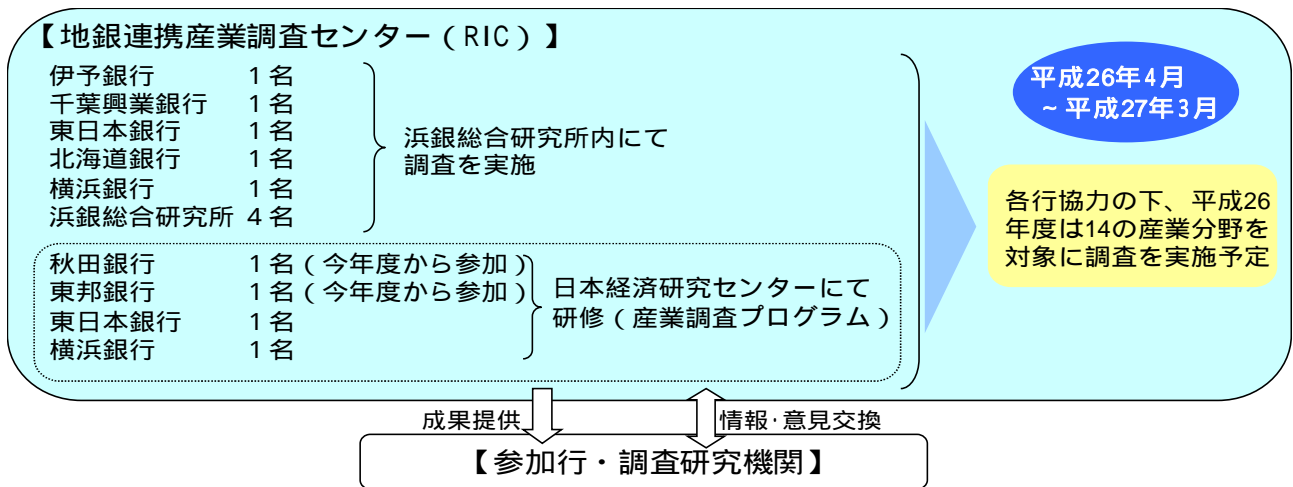 【地銀連携産業調査センター（RIC）】
伊予銀行 1名
千葉興業銀行 1名
東日本銀行 1名
北海道銀行 1名
横浜銀行 1名
浜銀総合研究所 4名
浜銀総合研究所内にて
調査を実施
秋田銀行 1名（今年度から参加）
東邦銀行 1名（今年度から参加）
東日本銀行 1名
横浜銀行 1名
日本経済研究センターにて
研修（産業調査プログラム）
平成26年4月
～平成27年3月
各行協力の下、平成26
年度は14の産業分野を
対象に調査を実施予定
成果提供
情報・意見交換
【参加行・調査研究機関】